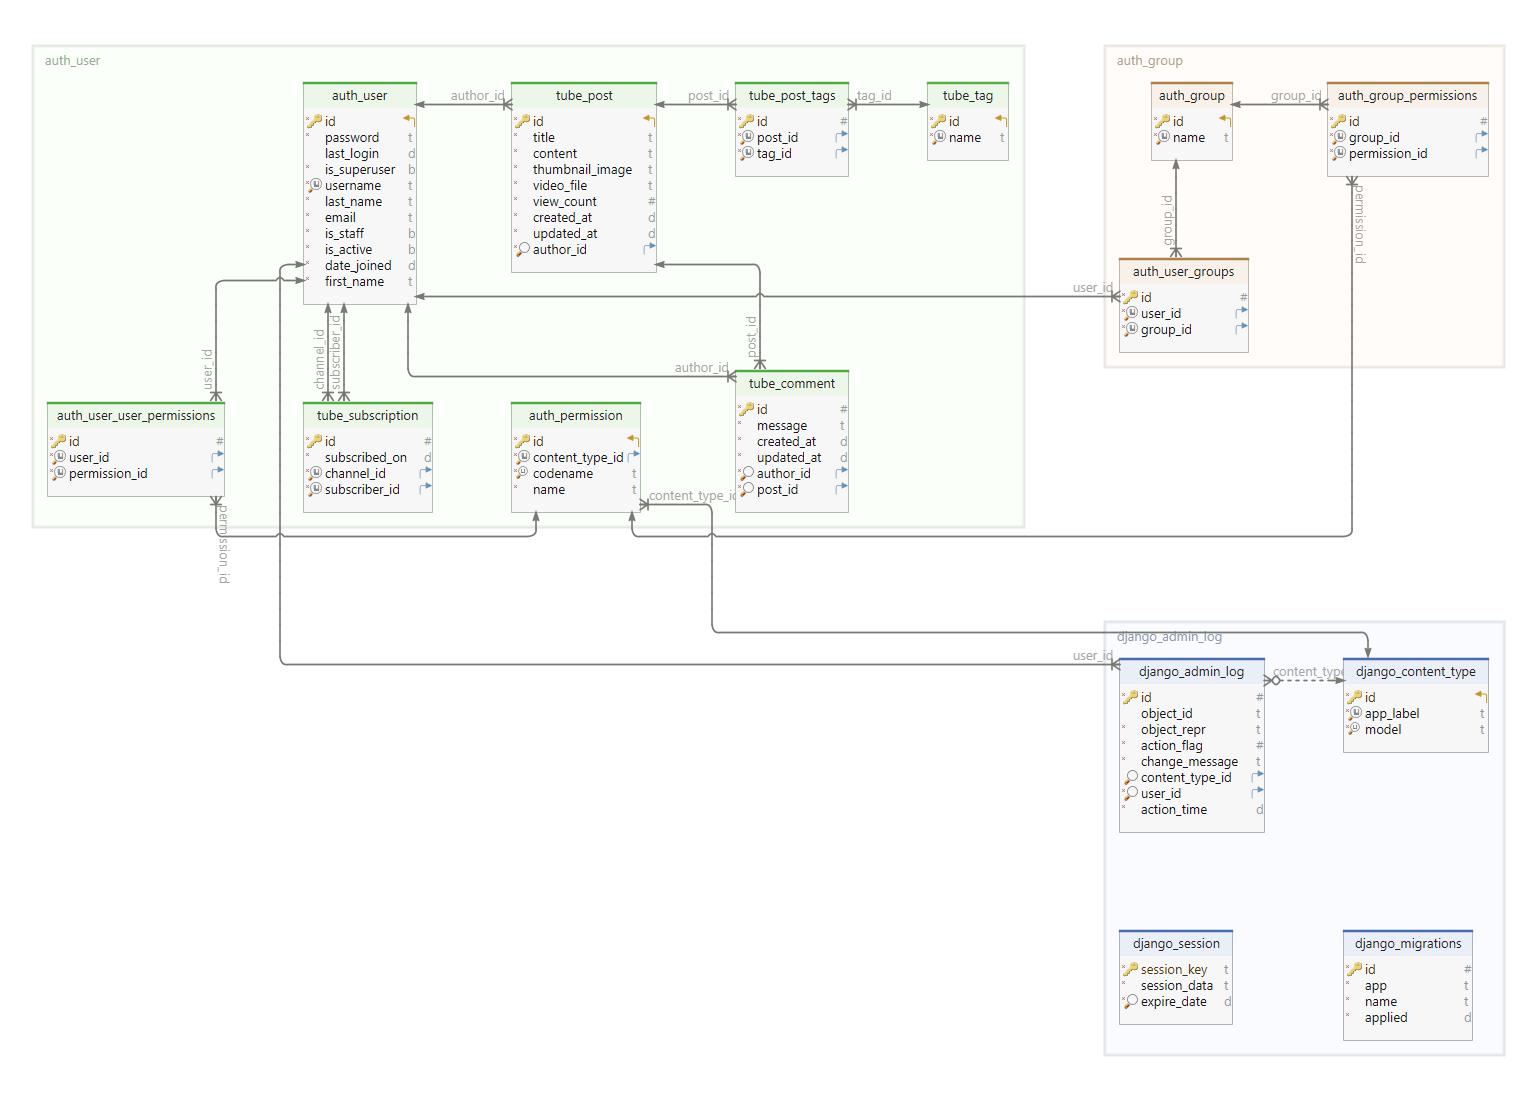 auth_user
auth_user
id
password t
last_login d
is_superuser b
username t
last_name t
email t
is_staff b
is_active b
date_joined d
first_name t
author_id
tube_post
id
title t
content t
thumbnail_image t
video_file t
view_count #
created_at d
updated_at d
author_id
post_id
tube_post_tags
id #
post_id
tag_id
tag_id
tube_tag
id
name t
auth_group
auth_group
id
name t
group_id
auth_group_permissions
id #
group_id
permission_id
group_id
permission_id
user_id
auth_user_groups
id #
user_id
group_id
user_id
channel_id
subscriber_id
author_id
post_id
auth_user_user_permissions
id #
user_id
permission_id
permission_id
tube_subscription
id #
subscribed_on d
channel_id
subscriber_id
auth_permission
id
content_type_id
codename t
name t
content_type_id
tube_comment
id #
message t
created_at d
updated_at d
author_id
post_id
django_admin_log
user_id
django_admin_log
id #
object_id t
object_repr t
action_flag #
change_message t
content_type_id
user_id
action_time d
content_type
django_content_type
id
app_label t
model t
django_session
session_key t
session_data t
expire_date d
django_migrations
id #
app t
name t
applied d